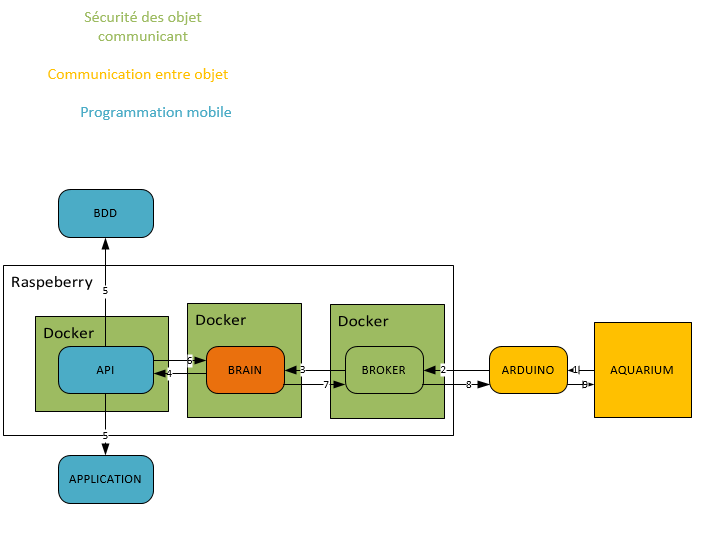 Sécurité des objet
communicant
Communication entre objet
Programmation mobile
BDD
5
Raspeberry
Docker
Docker
Docker
API
6
4
BRAIN
3
7
BROKER
2
8
ARDUINO
1
9
AQUARIUM
5
APPLICATION